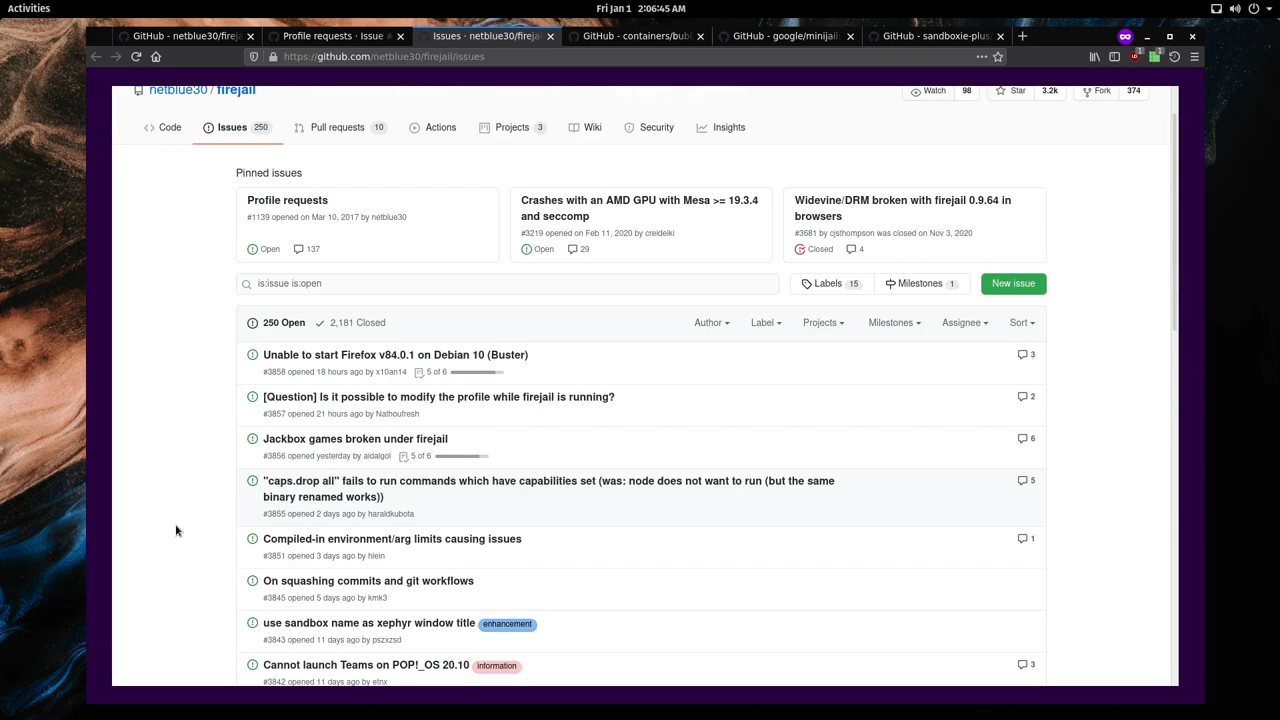 Activities
Fri Jan 1 2:06:45 AM
GitHub - netblue30/fireja
Profile requests · Issue
Issues · netblue30/firejail
GitHub - containers/bubl
GitHub - google/minijail:
GitHub - sandboxie-plus/
https://github.com/netblue30/firejail/issues
netblue30 / firejail
Watch 98
Star 3.2k
Fork 374
Code
Issues 250
Pull requests 10
Actions
Projects 3
Wiki
Security
Insights
Pinned issues
Profile requests
#1139 opened on Mar 10, 2017 by netblue30
Open 137
Crashes with an AMD GPU with Mesa >= 19.3.4
and seccomp
#3219 opened on Feb 11, 2020 by creideiki
Open 29
Widevine/DRM broken with firejail 0.9.64 in
browsers
#3681 by cjsthompson was closed on Nov 3, 2020
Closed 4
is:issue is:open
Labels 15
Milestones 1
New issue
250 Open 2,181 Closed
Author
Label
Projects
Milestones
Assignee
Sort
Unable to start Firefox v84.0.1 on Debian 10 (Buster)
3
#3858 opened 18 hours ago by x10an14 5 of 6
[Question] Is it possible to modify the profile while firejail is running?
2
#3857 opened 21 hours ago by Nathoufresh
Jackbox games broken under firejail
6
#3856 opened yesterday by aidalgol 5 of 6
"caps.drop all" fails to run commands which have capabilities set (was: node does not want to run (but the same
binary renamed works))
5
#3855 opened 2 days ago by haraldkubota
Compiled-in environment/arg limits causing issues
1
#3851 opened 3 days ago by hlein
On squashing commits and git workflows
#3845 opened 5 days ago by kmk3
use sandbox name as xephyr window title enhancement
#3843 opened 11 days ago by pszxzsd
Cannot launch Teams on POP!_OS 20.10 information
3
#3842 opened 11 days ago by etnx